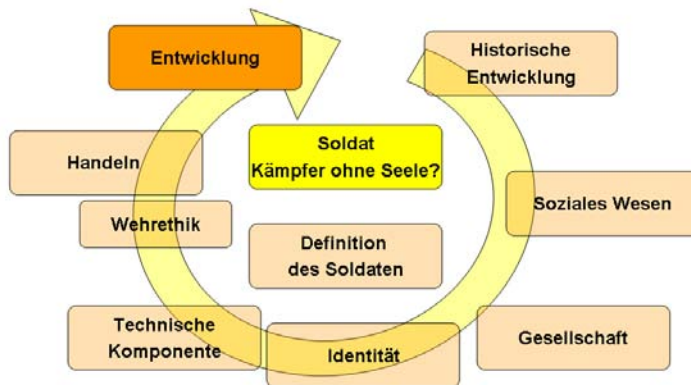 Entwicklung
Historische
Entwicklung
Soldat
Kämpfer ohne Seele?
Handeln
Soziales Wesen
Wehrethik
Definition
des Soldaten
Technische
Komponente
Identität
Gesellschaft